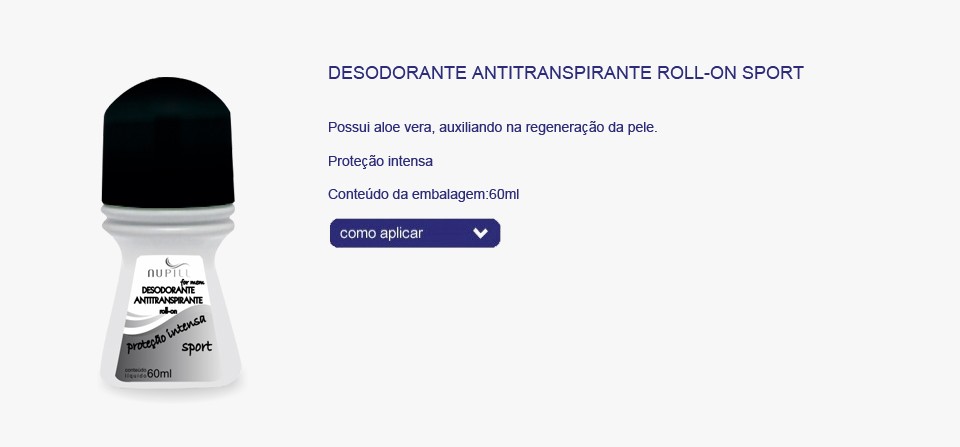 DESODORANTE ANTITRANSPIRANTE ROLL-ON SPORT
Possui aloe vera, auxiliando na regeneração da pele.
Proteção intensa
Conteúdo da embalagem:60ml
como aplicar
NUPILL
for men
DESODORANTE
ANTITRANSPIRANTE
roll-on
proteção intensa
sport
conteúdo
líquido 60ml